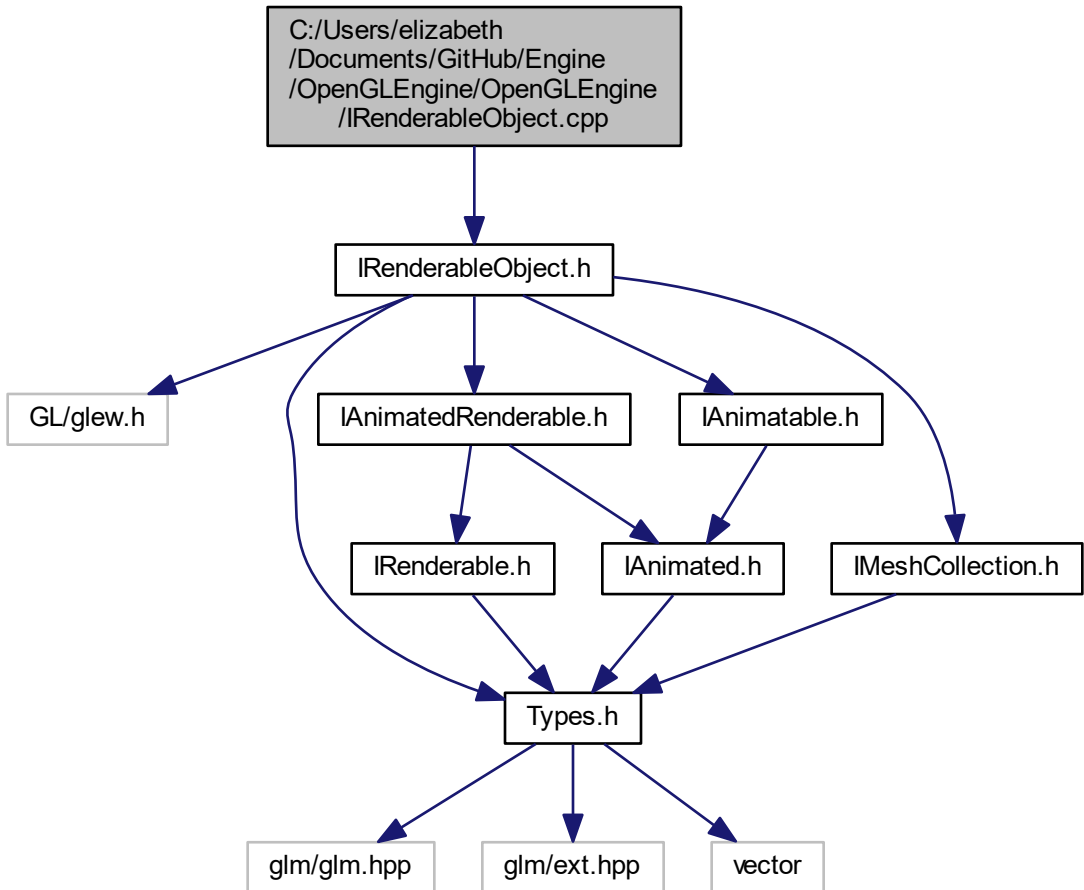 C:/Users/elizabeth
/Documents/GitHub/Engine
/OpenGLEngine/OpenGLEngine
/IRenderableObject.cpp
IRenderableObject.h
GL/glew.h
IAnimatedRenderable.h
IAnimatable.h
IRenderable.h
IAnimated.h
IMeshCollection.h
Types.h
glm/glm.hpp
glm/ext.hpp
vector